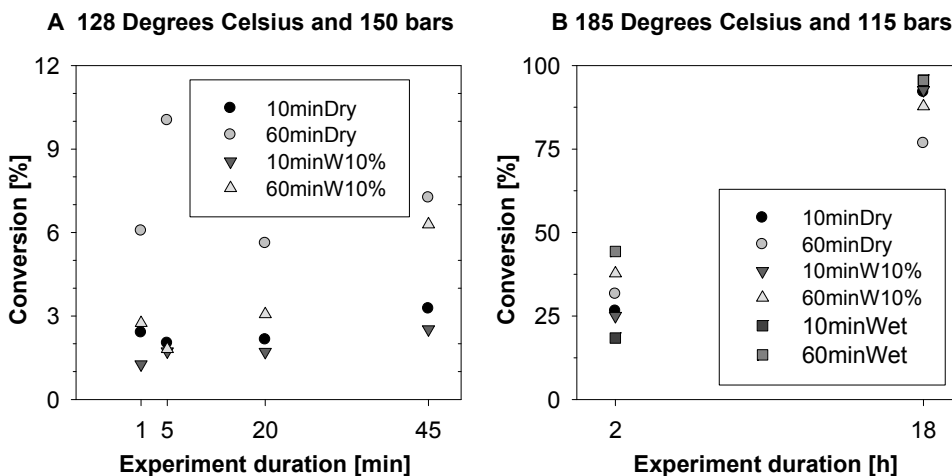 A 128 Degrees Celsius and 150 bars
12
9
6
3
0
Conversion [%]
10minDry
60minDry
10minW10%
60minW10%
1 5 20 45
Experiment duration [min]
B 185 Degrees Celsius and 115 bars
100
75
50
25
0
Conversion [%]
10minDry
60minDry
10minW10%
60minW10%
10minWet
60minWet
2 18
Experiment duration [h]